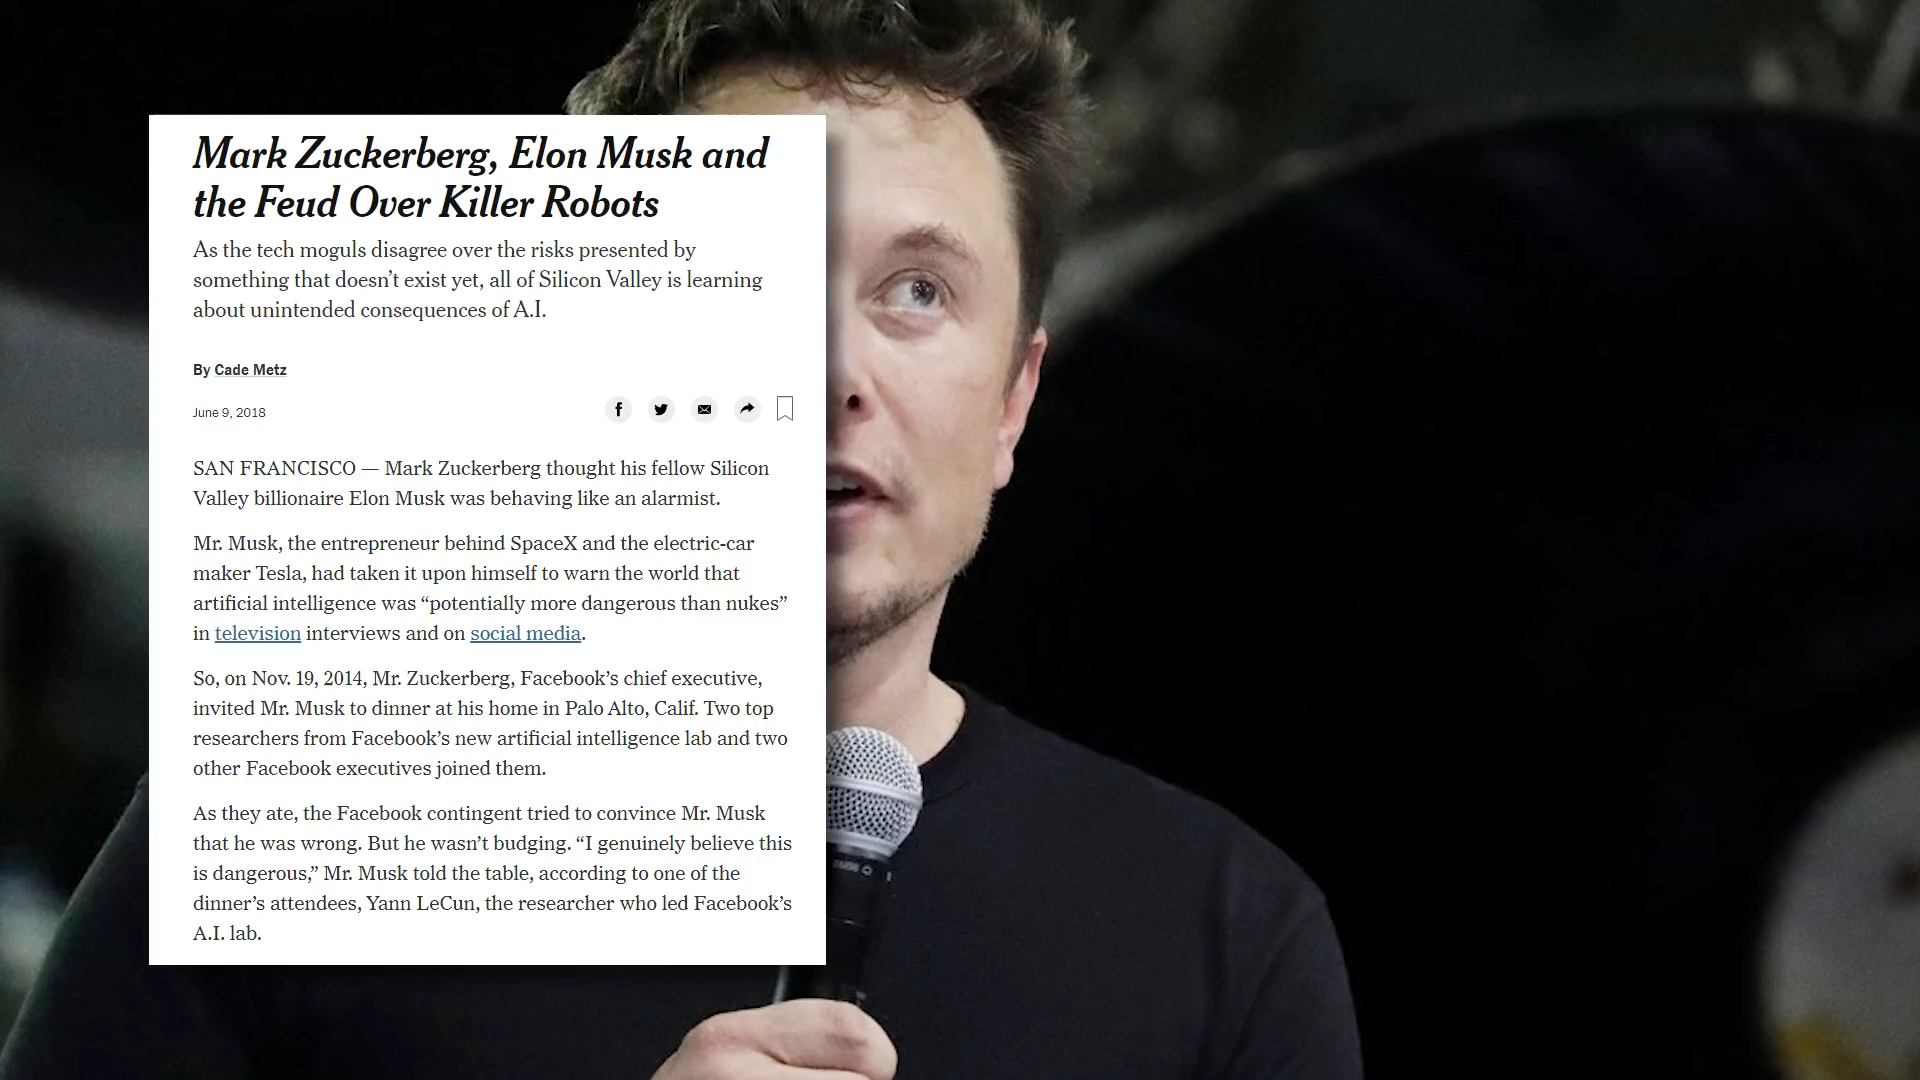 Mark Zuckerberg, Elon Musk and
the Feud Over Killer Robots
As the tech moguls disagree over the risks presented by
something that doesn’t exist yet, all of Silicon Valley is learning
about unintended consequences of A.I.
By Cade Metz
June 9, 2018
SAN FRANCISCO — Mark Zuckerberg thought his fellow Silicon
Valley billionaire Elon Musk was behaving like an alarmist.
Mr. Musk, the entrepreneur behind SpaceX and the electric-car
maker Tesla, had taken it upon himself to warn the world that
artificial intelligence was “potentially more dangerous than nukes”
in television interviews and on social media.
So, on Nov. 19, 2014, Mr. Zuckerberg, Facebook’s chief executive,
invited Mr. Musk to dinner at his home in Palo Alto, Calif. Two top
researchers from Facebook’s new artificial intelligence lab and two
other Facebook executives joined them.
As they ate, the Facebook contingent tried to convince Mr. Musk
that he was wrong. But he wasn’t budging. “I genuinely believe this
is dangerous,” Mr. Musk told the table, according to one of the
dinner’s attendees, Yann LeCun, the researcher who led Facebook’s
A.I. lab.